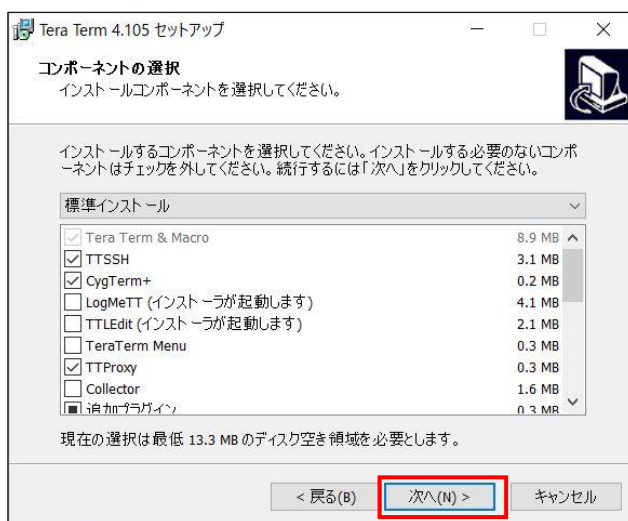 Tera Term 4.105 セットアップ
コンポーネントの選択
インストールコンポーネントを選択してください。
インストールするコンポーネントを選択してください。インストールする必要のないコンポ
ーネントはチェックを外してください。続行するには「次へ」をクリックしてください。
標準インストール
Tera Term & Macro 8.9 MB
TTSSH 3.1 MB
CygTerm+ 0.2 MB
LogMeTT (インストーラが起動します) 4.1 MB
TTLEdit (インストーラが起動します) 2.1 MB
TeraTerm Menu 0.3 MB
TTProxy 0.3 MB
Collector 1.6 MB
追加プラグイン 0.3 MB
現在の選択は最低 13.3 MB のディスク空き領域を必要とします。
< 戻る(B) 次へ(N) > キャンセル